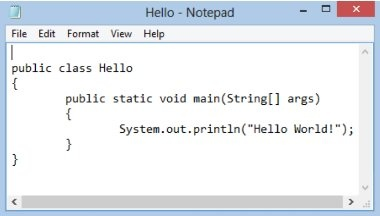 Hello - Notepad
File Edit Format View Help
public class Hello
{
public static void main(String[] args)
{
System.out.println("Hello World!");
}
}